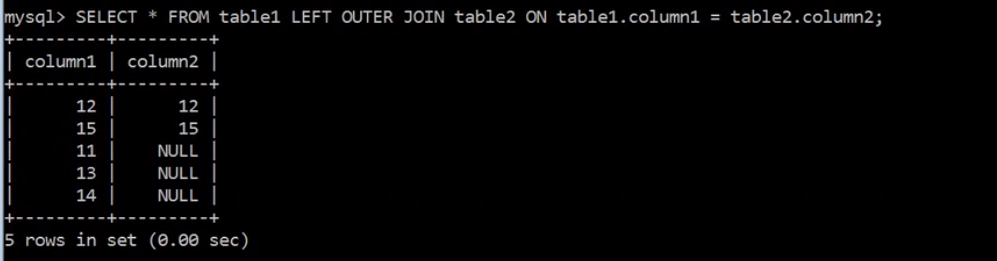 mysql> SELECT * FROM table1 LEFT OUTER JOIN table2 ON table1.column1 = table2.column2;
+---------+---------+
| column1 | column2 |
+---------+---------+
|      12 |      12 |
|      15 |      15 |
|      11 |    NULL |
|      13 |    NULL |
|      14 |    NULL |
+---------+---------+
5 rows in set (0.00 sec)